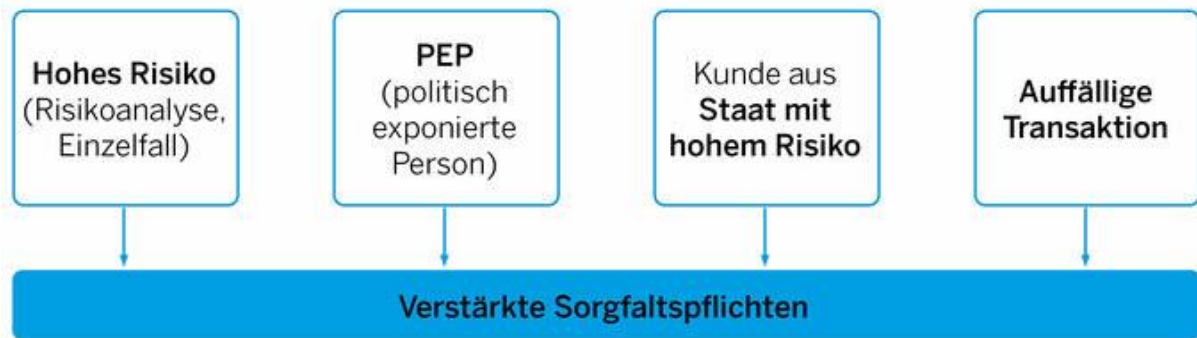 Hohes Risiko
(Risikoanalyse,
Einzelfall)
PEP
(politisch
exponierte
Person)
Kunde aus
Staat mit
hohem Risiko
Auffällige
Transaktion
Verstärkte Sorgfaltspflichten